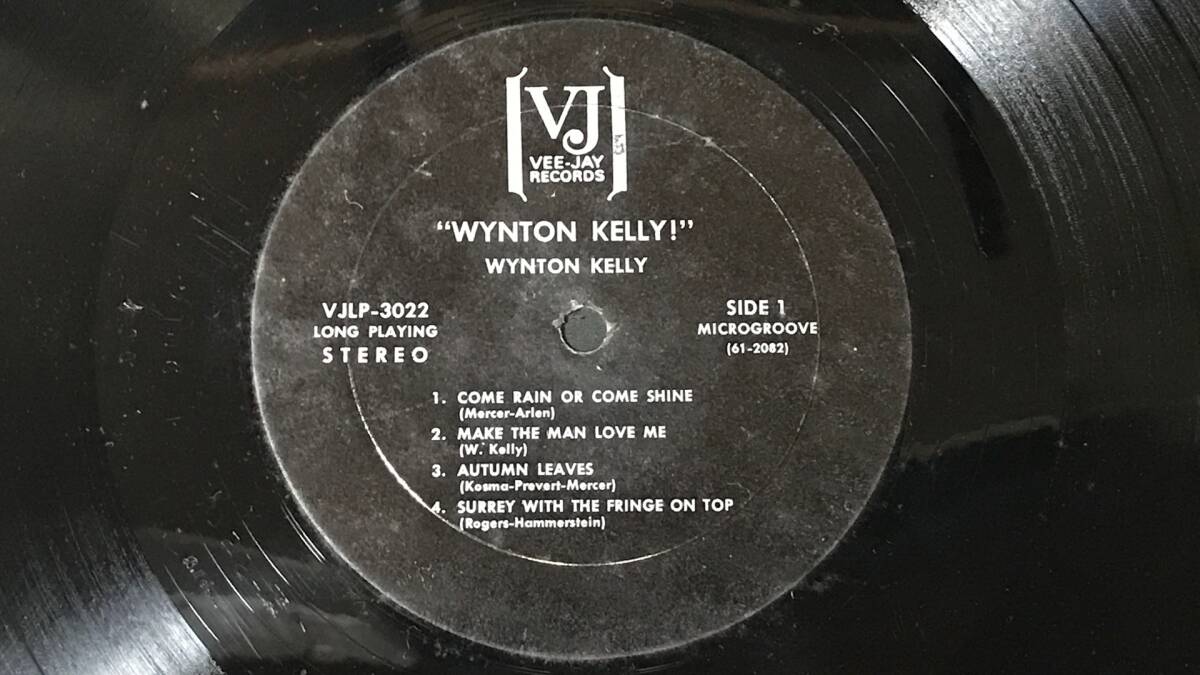 VJ
VEE-JAY
RECORDS
“WYNTON KELLY!”
WYNTON KELLY
VJLP-3022
LONG PLAYING
STEREO
SIDE 1
MICROGROOVE
(61-2082)
1. COME RAIN OR COME SHINE
(Mercer-Arlen)
2. MAKE THE MAN LOVE ME
(W. Kelly)
3. AUTUMN LEAVES
(Kosma-Prevert-Mercer)
4. SURREY WITH THE FRINGE ON TOP
(Rogers-Hammerstein)